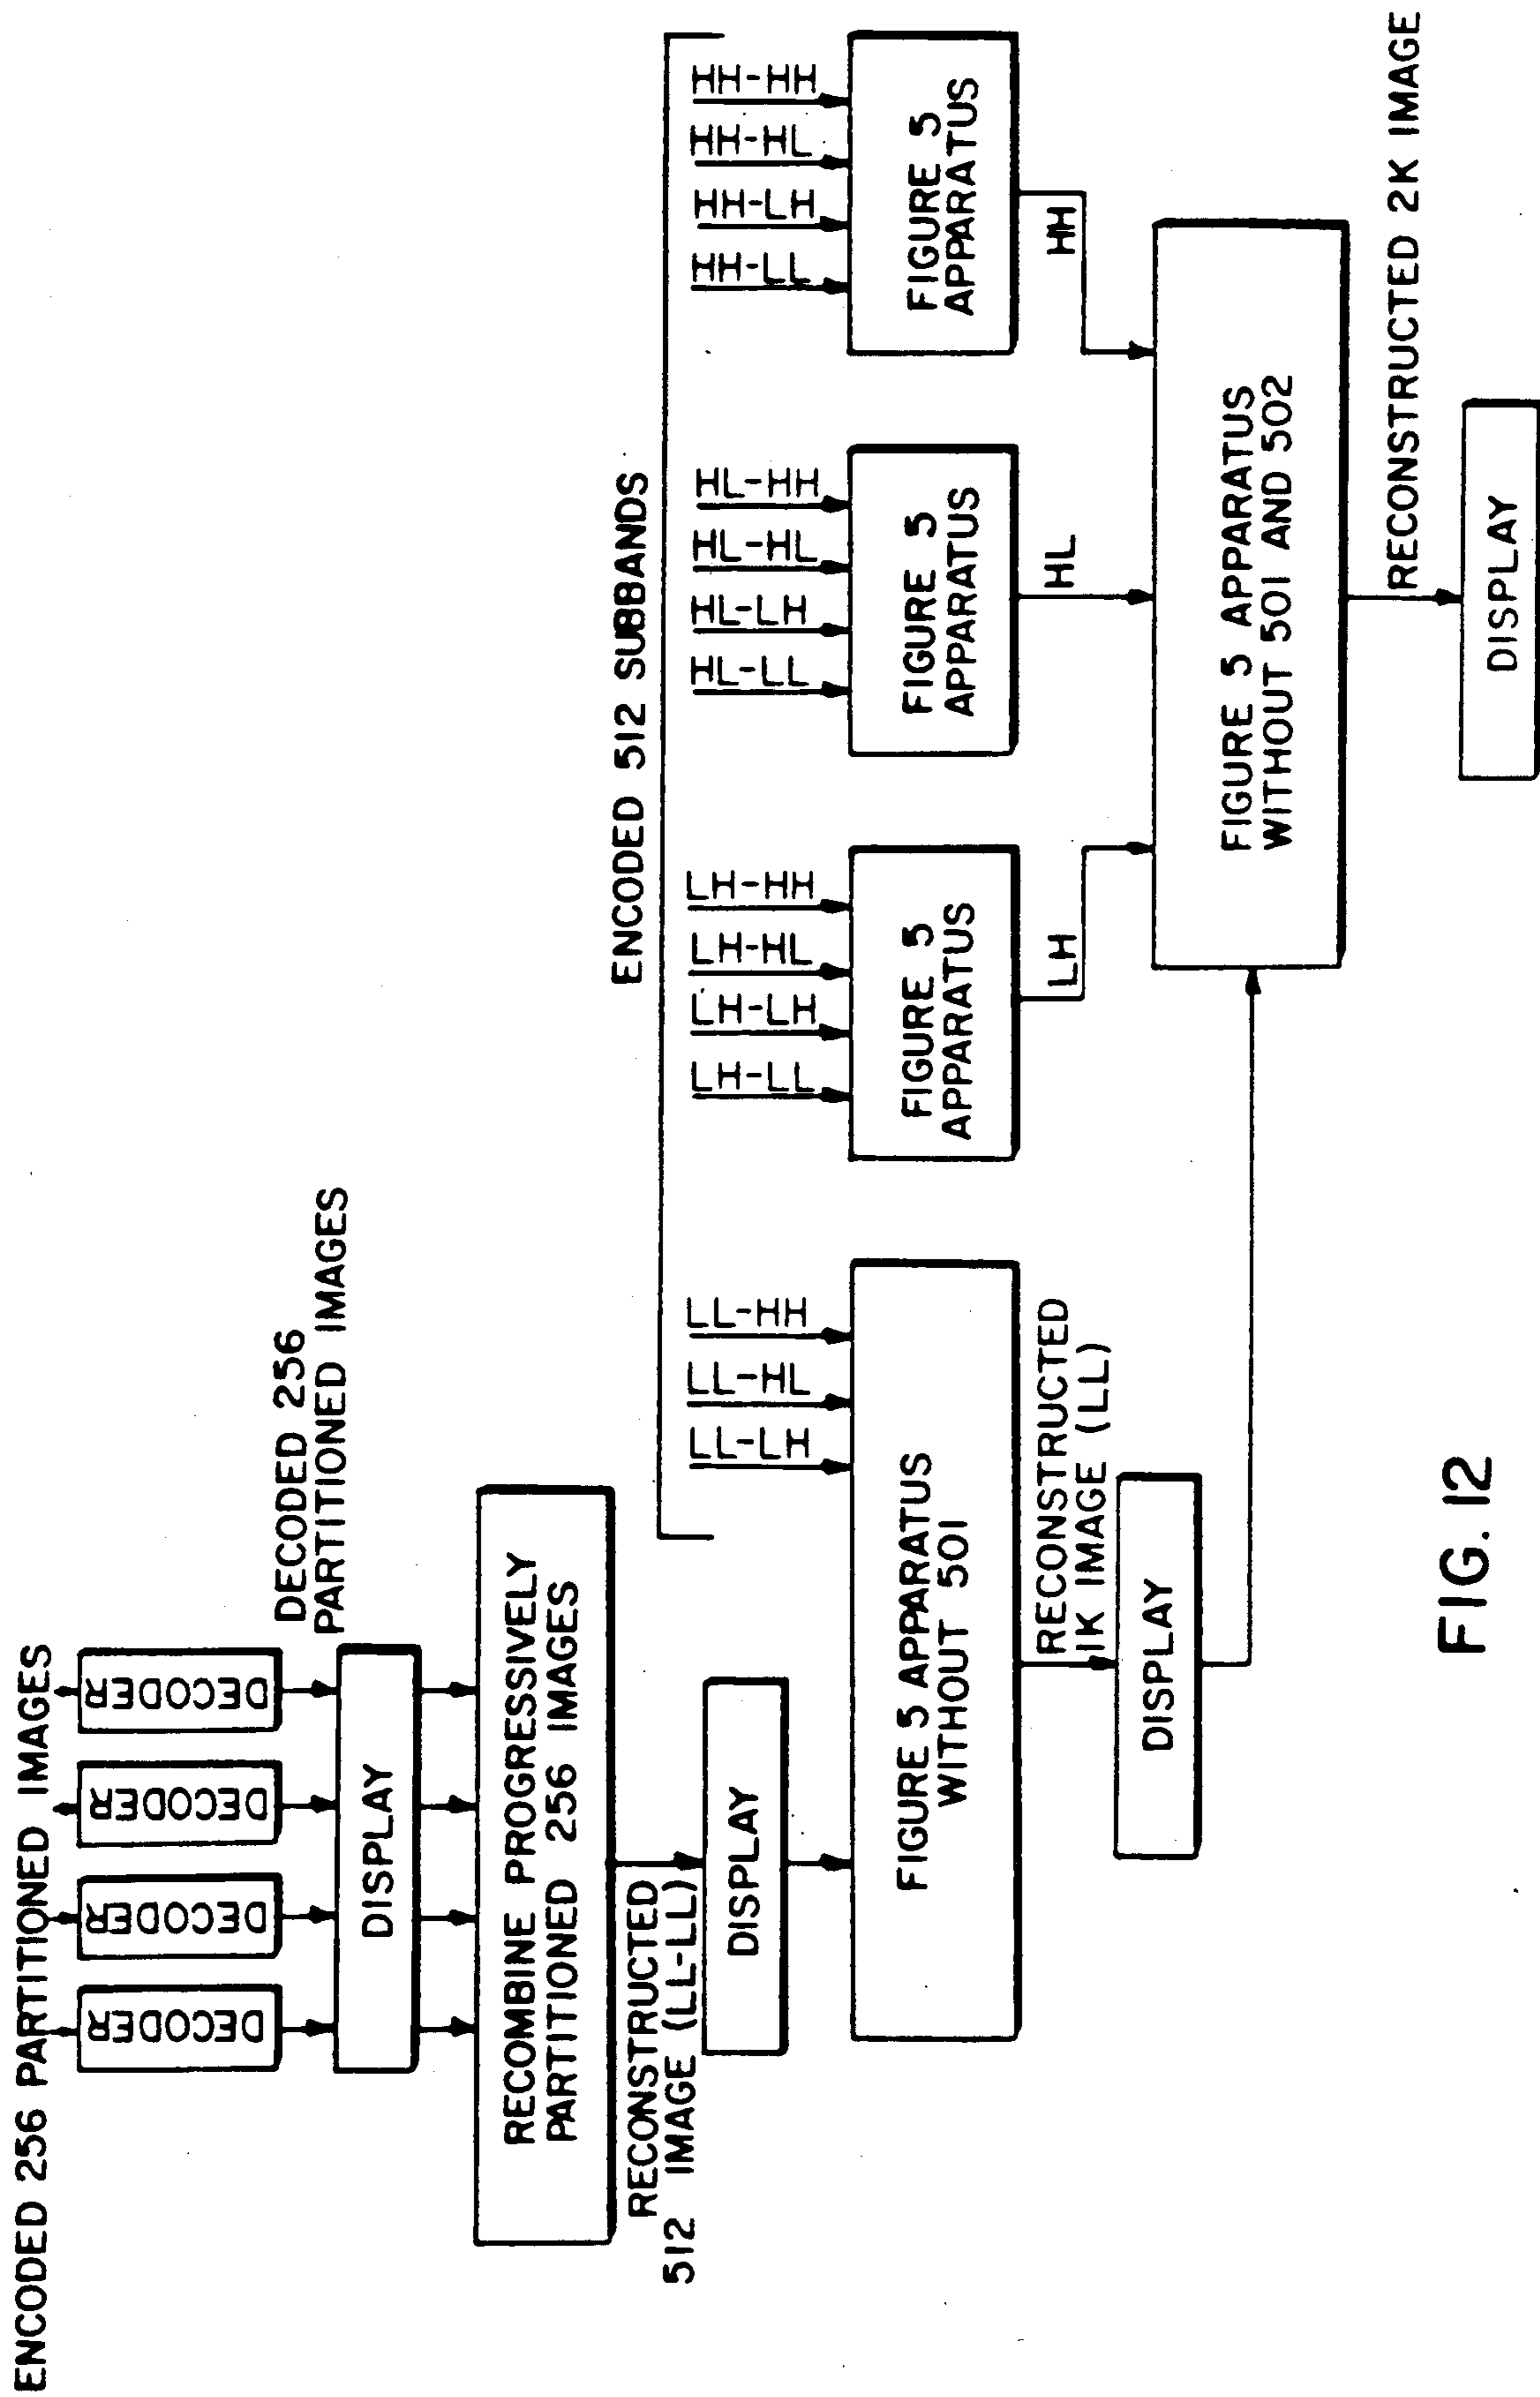 ENCODED 256 PARTITIONED IMAGES
DECODER
DECODER
DECODER
DECODER
DECODED 256
PARTITIONED IMAGES
DISPLAY
RECOMBINE PROGRESSIVELY
PARTITIONED 256 IMAGES
RECONSTRUCTED
512 IMAGE (LL-LL)
DISPLAY
ENCODED 512 SUBBANDS
LL-LH
LL-HL
LL-HH
LH-LL
LH-LH
LH-HL
LH-HH
HL-LL
HL-LH
HL-HL
HL-HH
HH-LL
HH-LH
HH-HL
HH-HH
FIGURE 5 APPARATUS
WITHOUT 501
FIGURE 5
APPARATUS
FIGURE 5
APPARATUS
FIGURE 5
APPARATUS
RECONSTRUCTED
1K IMAGE (LL)
LH
HL
HH
DISPLAY
FIGURE 5 APPARATUS
WITHOUT 501 AND 502
RECONSTRUCTED 2K IMAGE
DISPLAY
FIG. 12